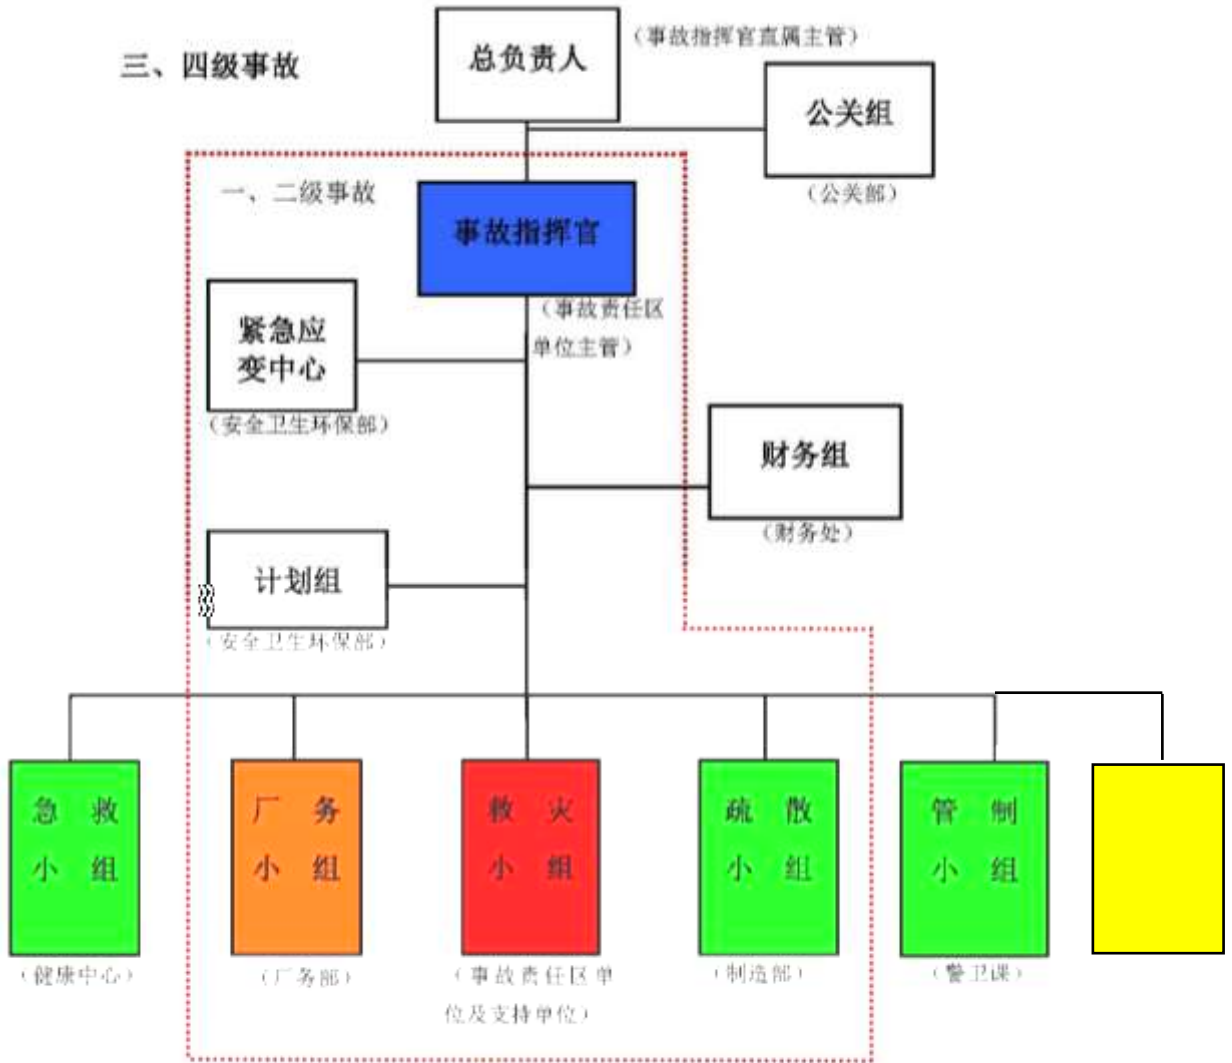 三、四级事故
总负责人
（事故指挥官直属主管）
公关组
（公关部）
一、二级事故
事故指挥官
（事故责任区
单位主管）
紧急应
变中心
（安全卫生环保部）
财务组
（财务处）
计划组
（安全卫生环保部）
急 救
小 组
（健康中心）
厂 务
小 组
（厂务部）
救 灾
小 组
（事故责任区单
位及支持单位）
疏 散
小 组
（制造部）
管 制
小 组
（警卫课）